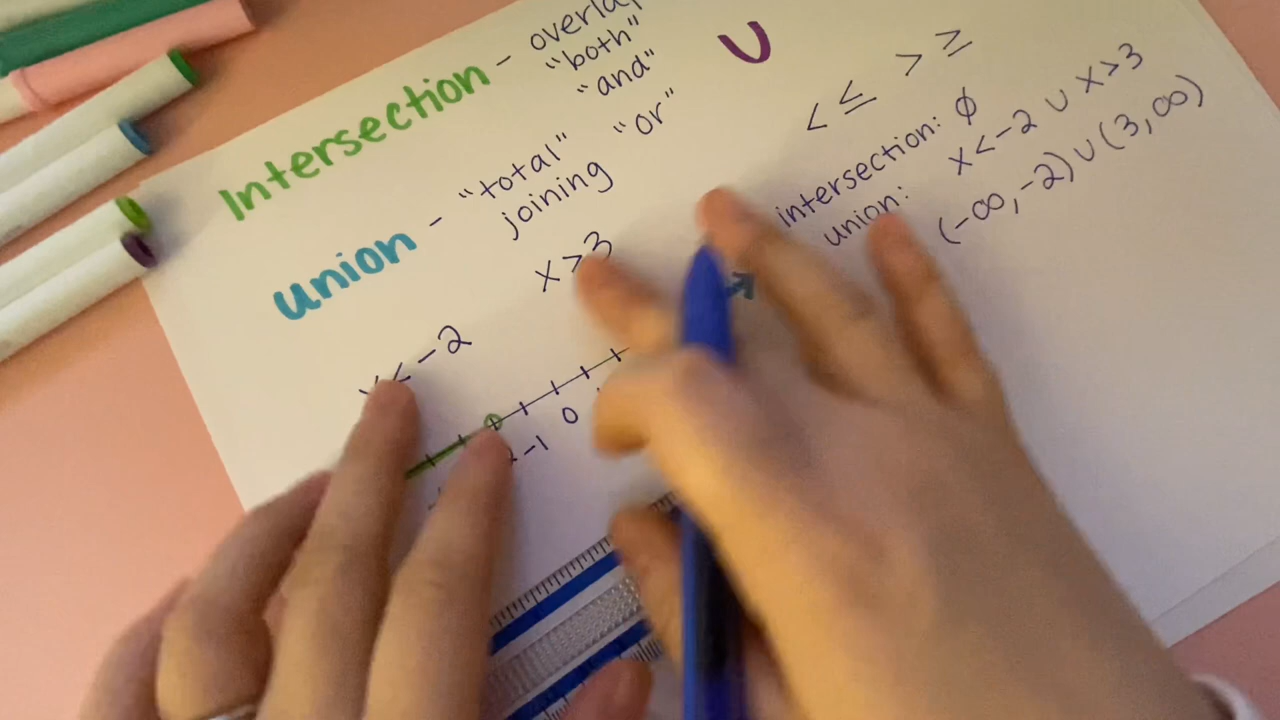 Intersection - overlap
"both"
"and"
∪
< ≤ > ≥
union - "total" "or"
joining
intersection: ∅
union: x<-2 ∪ x>3
(-∞,-2)∪(3,∞)
x>3
x<-2
-1 0